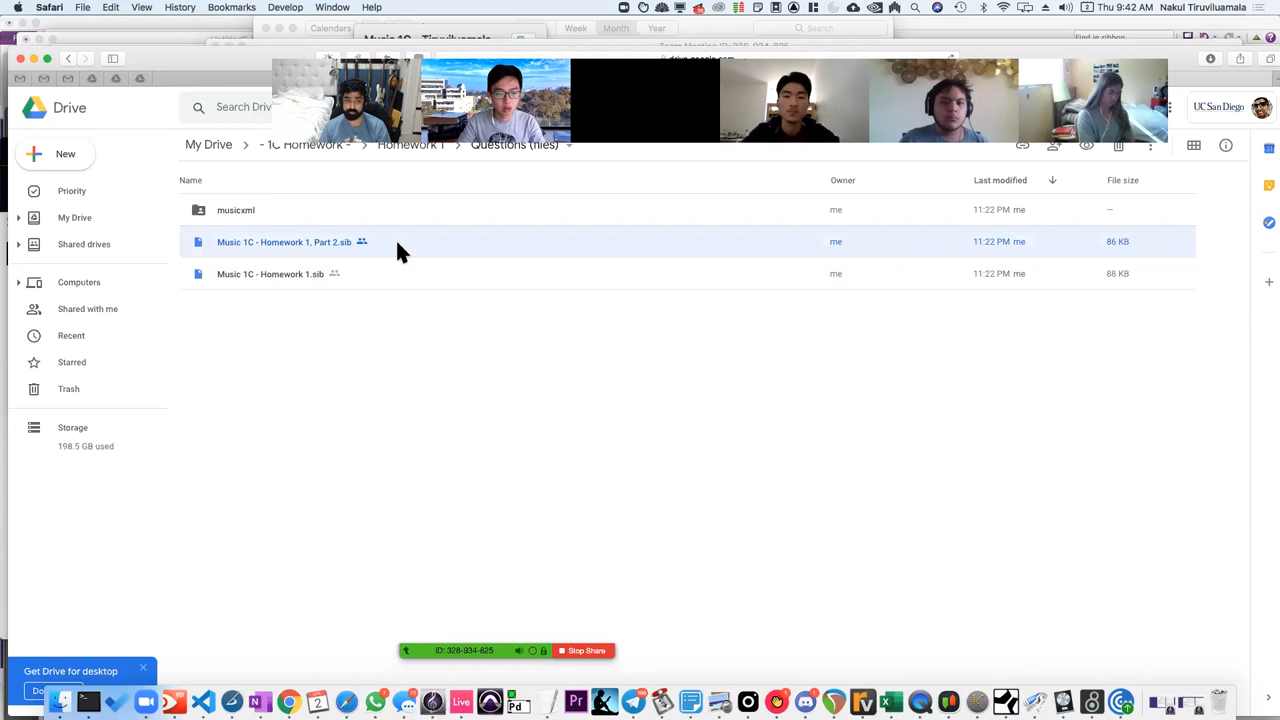 Safari File Edit View History Bookmarks Develop Window Help Thu 9:42 AM Nakul Tiruviluamala
Calendars Week Month Year Search
Find in ribbon
Drive
Search Driv
UC San Diego
New
My Drive - 1C Homework - Homework 1 Questions (files)
Name Owner Last modified File size
Priority
musicxml me 11:22 PM me –
My Drive
Music 1C - Homework 1, Part 2.sib me 11:22 PM me 86 KB
Shared drives
Music 1C - Homework 1.sib me 11:22 PM me 88 KB
Computers
Shared with me
Recent
Starred
Trash
Storage
198.5 GB used
ID: 328-934-825 Stop Share
Get Drive for desktop
Do